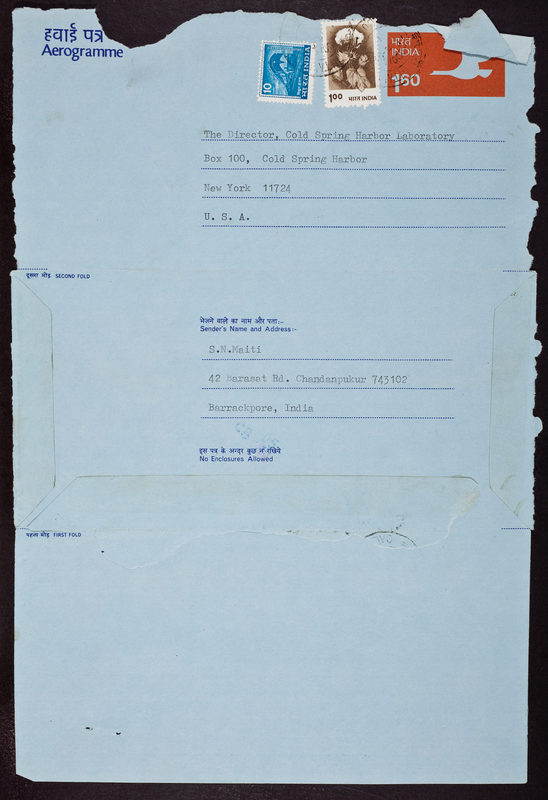 हवाई पत्र
Aerogramme
10
भारत INDIA
1.00 भारत INDIA
भारत
INDIA
1.60
The Director, Cold Spring Harbor Laboratory
Box 100, Cold Spring Harbor
New York 11724
U. S. A.
दूसरा मोड़ SECOND FOLD
भेजने वाले का नाम और पता:-
Sender's Name and Address:-
S.N.Maiti
42 Barasat Rd. Chandanpukur 743102
Barrackpore, India
इस पत्र के अन्दर कुछ न रखिये
No Enclosures Allowed
पहला मोड़ FIRST FOLD